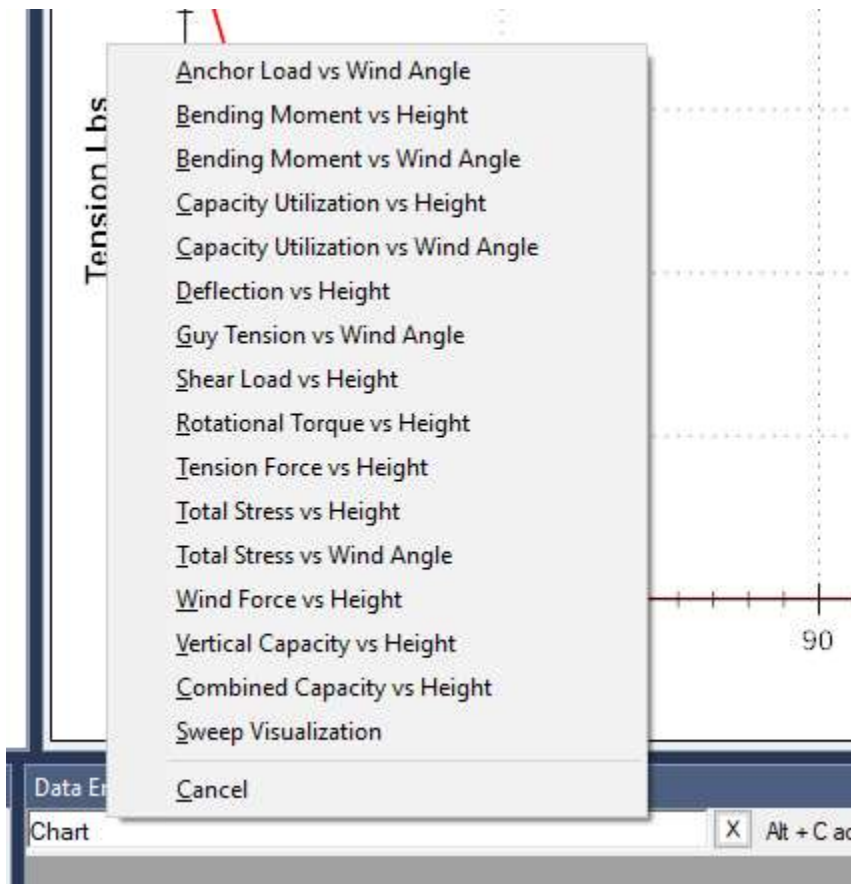 Tension Lbs
Anchor Load vs Wind Angle
Bending Moment vs Height
Bending Moment vs Wind Angle
Capacity Utilization vs Height
Capacity Utilization vs Wind Angle
Deflection vs Height
Guy Tension vs Wind Angle
Shear Load vs Height
Rotational Torque vs Height
Tension Force vs Height
Total Stress vs Height
Total Stress vs Wind Angle
Wind Force vs Height
Vertical Capacity vs Height
Combined Capacity vs Height
Sweep Visualization
Cancel
90
Data
Chart X Alt + C